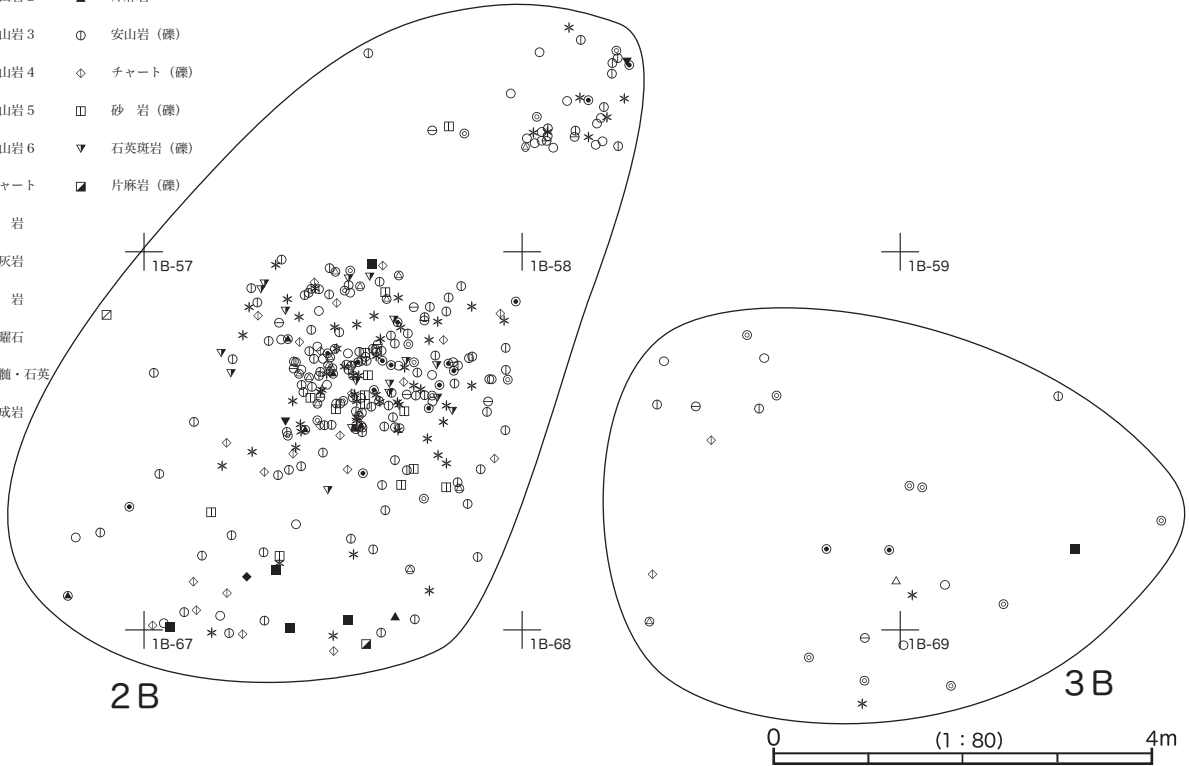 山岩3 安山岩（礫）
山岩4 チャート（礫）
山岩5 砂　岩（礫）
山岩6 石英斑岩（礫）
ャート 片麻岩（礫）
岩
灰岩
岩
曜石
髄・石英
成岩
1B-57
1B-58
1B-59
1B-67
1B-68
1B-69
2B
3B
0 (1：80) 4m